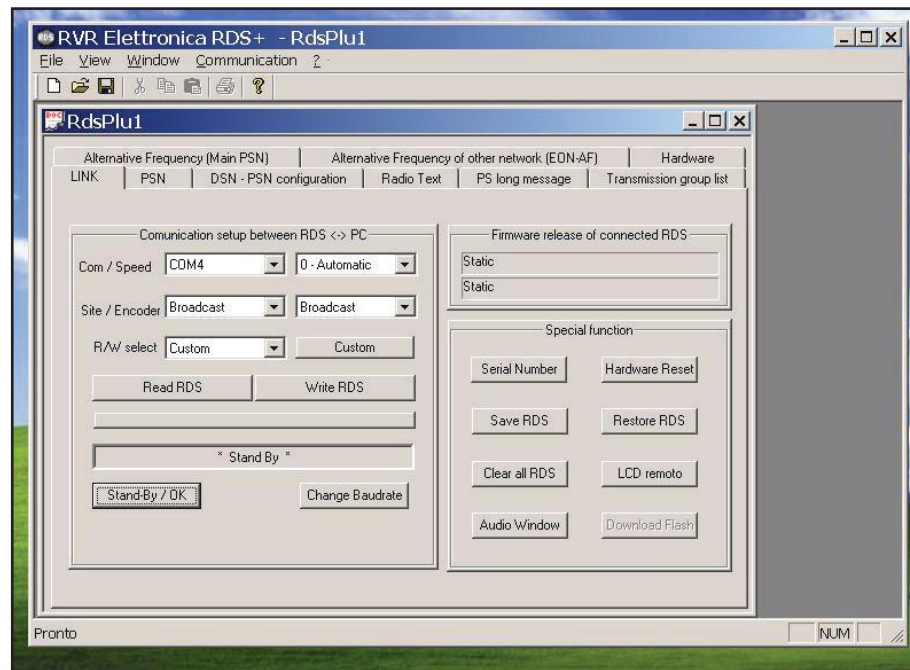 RVR Elettronica RDS+ - RdsPlu1
File View Window Communication ?
RdsPlu1
Alternative Frequency (Main PSN) Alternative Frequency of other network (EON-AF) Hardware
LINK PSN DSN - PSN configuration Radio Text PS long message Transmission group list
Comunication setup between RDS <-> PC
Com / Speed COM4 0 - Automatic
Site / Encoder Broadcast Broadcast
R/W select Custom Custom
Read RDS Write RDS
* Stand By *
Stand-By / OK Change Baudrate
Firmware release of connected RDS
Static
Static
Special function
Serial Number Hardware Reset
Save RDS Restore RDS
Clear all RDS LCD remoto
Audio Window Download Flash
Pronto NUM